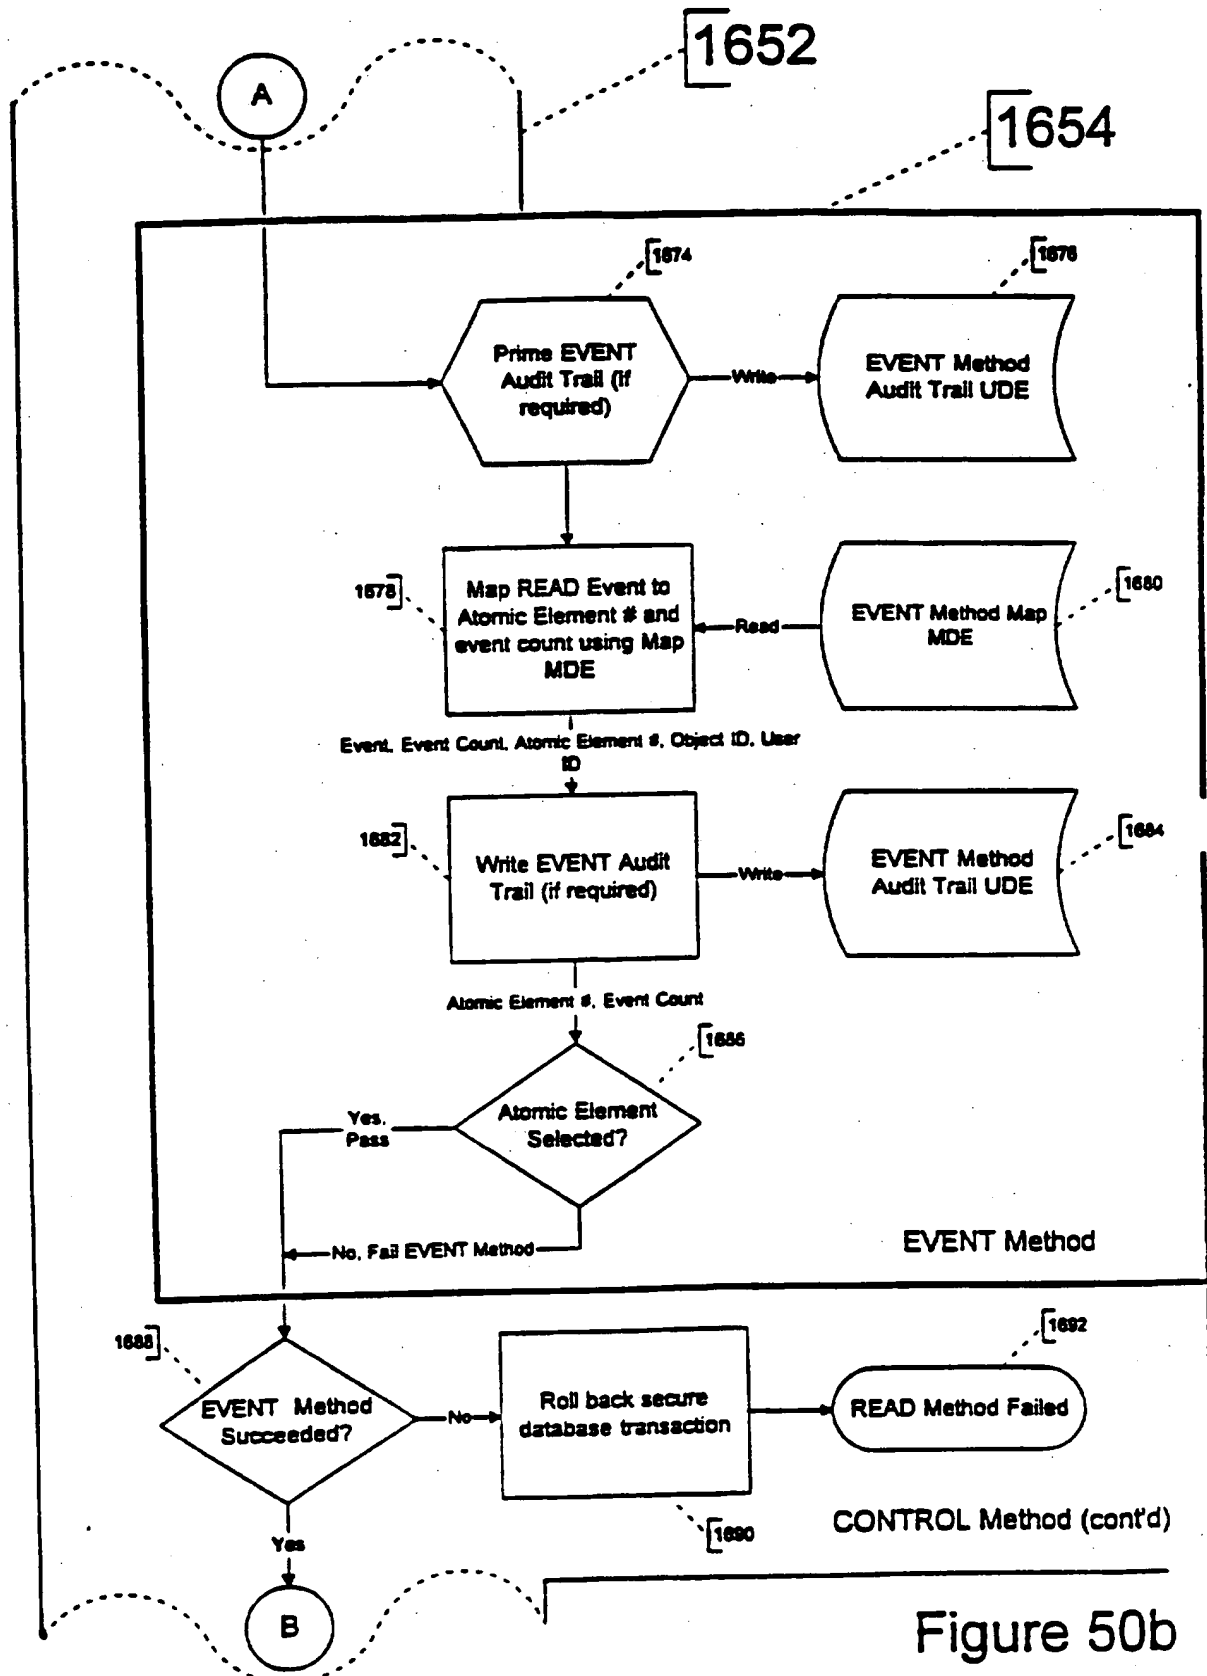 1652
A
1654
1674
1676
Prime EVENT
Audit Trail (if
required)
Write
EVENT Method
Audit Trail UDE
1678
Map READ Event to
Atomic Element # and
event count using Map
MDE
Read
EVENT Method Map
MDE
1680
Event, Event Count, Atomic Element #, Object ID, User
ID
1682
Write EVENT Audit
Trail (if required)
Write
EVENT Method
Audit Trail UDE
1684
Atomic Element #, Event Count
1686
Atomic Element
Selected?
Yes,
Pass
No, Fail EVENT Method
EVENT Method
1688
EVENT Method
Succeeded?
No
Roll back secure
database transaction
READ Method Failed
1692
1690
CONTROL Method (cont'd)
Yes
B
Figure 50b